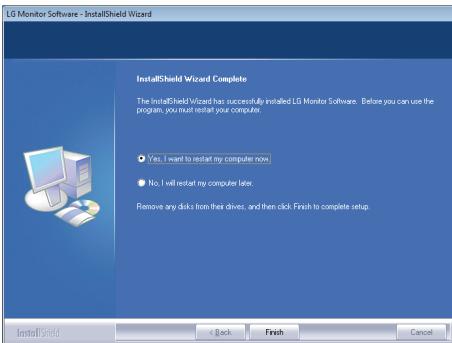 LG Monitor Software - InstallShield Wizard
InstallShield Wizard Complete
The InstallShield Wizard has successfully installed LG Monitor Software. Before you can use the
program, you must restart your computer.
Yes, I want to restart my computer now.
No, I will restart my computer later.
Remove any disks from their drives, and then click Finish to complete setup.
InstallShield
< Back
Finish
Cancel